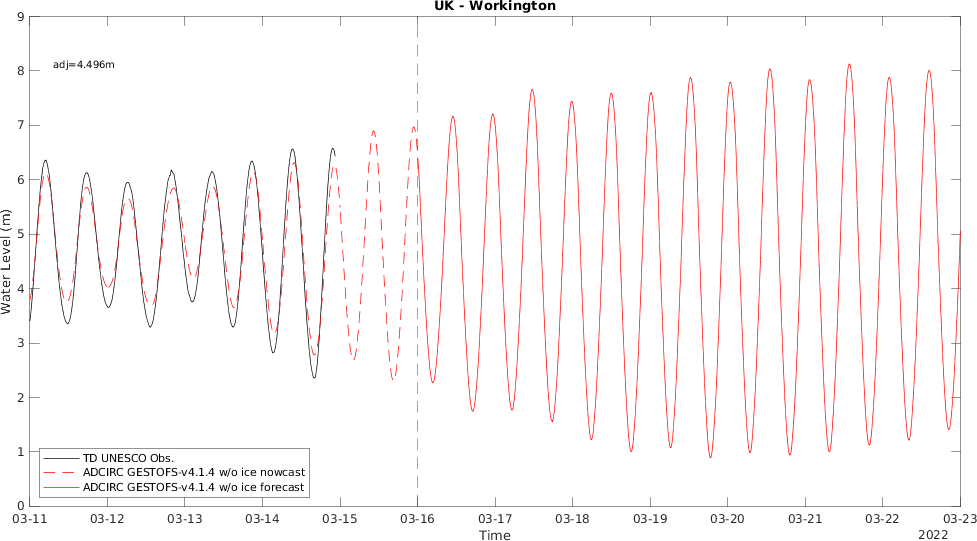 UK - Workington
adj=4.496m
Water Level (m)
9
8
7
6
5
4
3
2
1
0
TD UNESCO Obs.
ADCIRC GESTOFS-v4.1.4 w/o ice nowcast
ADCIRC GESTOFS-v4.1.4 w/o ice forecast
03-11 03-12 03-13 03-14 03-15 03-16 03-17 03-18 03-19 03-20 03-21 03-22 03-23
Time
2022